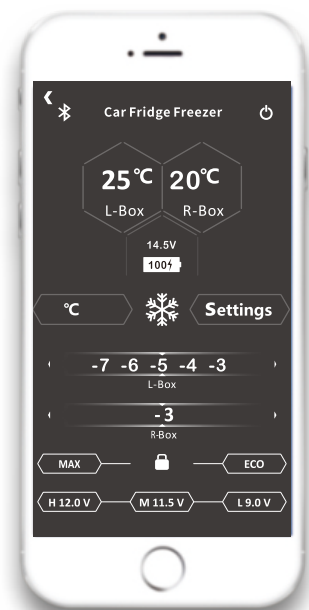 Car Fridge Freezer
25℃ 20℃
L-Box R-Box
14.5V
100
℃ Settings
-7 -6 -5 -4 -3
L-Box
-3
R-Box
MAX ECO
H 12.0 V M 11.5 V L 9.0 V